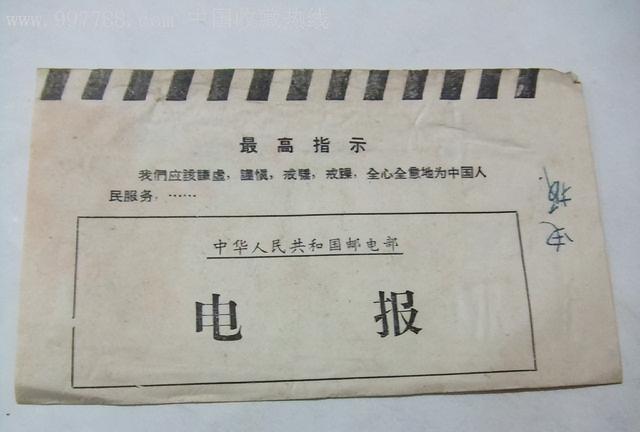 www.997788.com 中国收藏热线
最高指示
我們应該謙虚，謹愼，戒驕，戒躁，全心全意地为中国人
民服务，……
中华人民共和国邮电部
电报